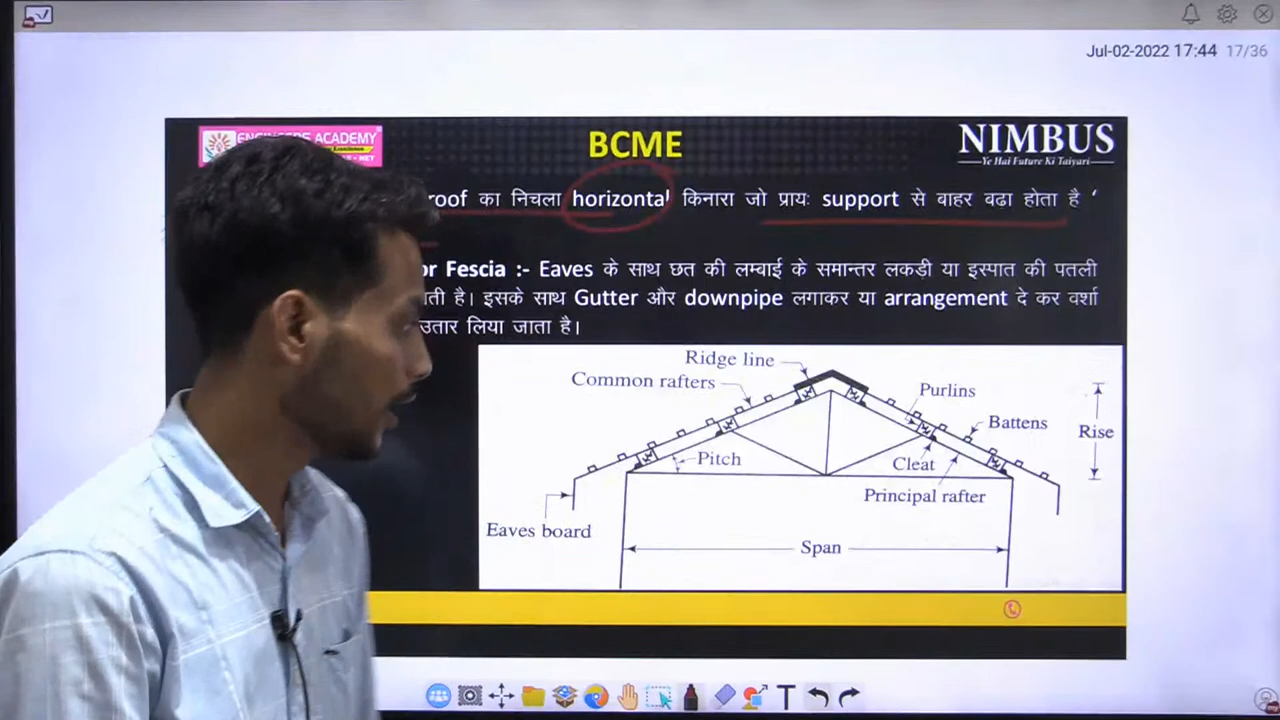 Jul-02-2022 17:44 17/36
ENGINEERS ACADEMY
BCME
NIMBUS
Ye Hai Future Ki Taiyari
roof का निचला horizontal किनारा जो प्रायः support से बाहर बढा होता है '
or Fescia :- Eaves के साथ छत की लम्बाई के समान्तर लकड़ी या इस्पात की पतली
ाती है। इसके साथ Gutter और downpipe लगाकर या arrangement दे कर वर्शा
उतार लिया जाता है।
Ridge line
Common rafters
Purlins
Battens
Rise
Pitch
Cleat
Principal rafter
Eaves board
Span